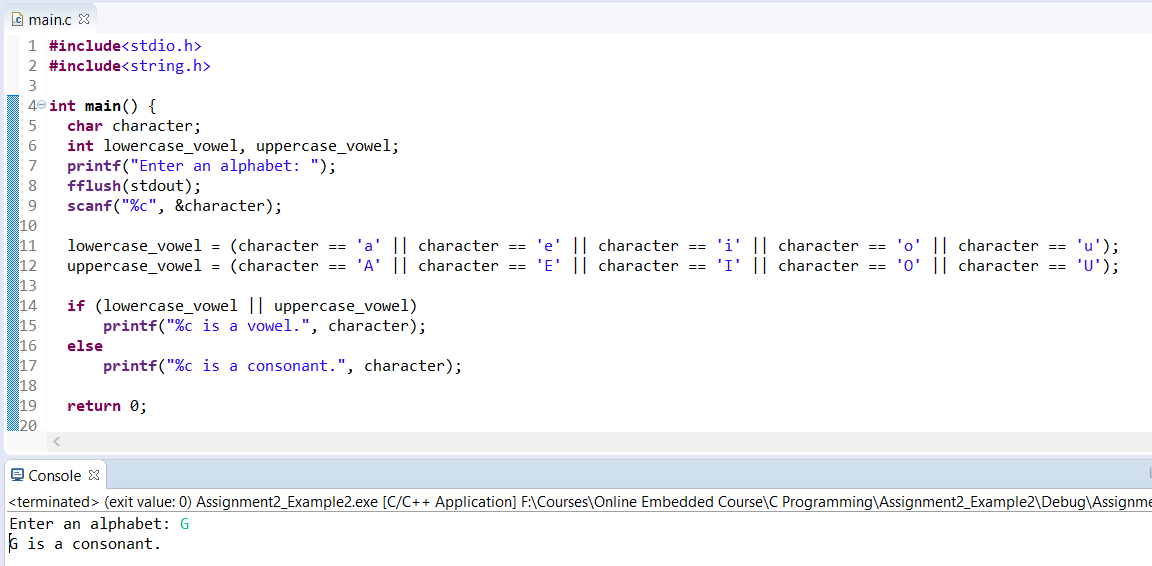 main.c
1 #include<stdio.h>
2 #include<string.h>
3
4 int main() {
5 char character;
6 int lowercase_vowel, uppercase_vowel;
7 printf("Enter an alphabet: ");
8 fflush(stdout);
9 scanf("%c", &character);
10
11 lowercase_vowel = (character == 'a' || character == 'e' || character == 'i' || character == 'o' || character == 'u');
12 uppercase_vowel = (character == 'A' || character == 'E' || character == 'I' || character == 'O' || character == 'U');
13
14 if (lowercase_vowel || uppercase_vowel)
15 printf("%c is a vowel.", character);
16 else
17 printf("%c is a consonant.", character);
18
19 return 0;
20
Console
<terminated> (exit value: 0) Assignment2_Example2.exe [C/C++ Application] F:\Courses\Online Embedded Course\C Programming\Assignment2_Example2\Debug\Assignme
Enter an alphabet: G
G is a consonant.